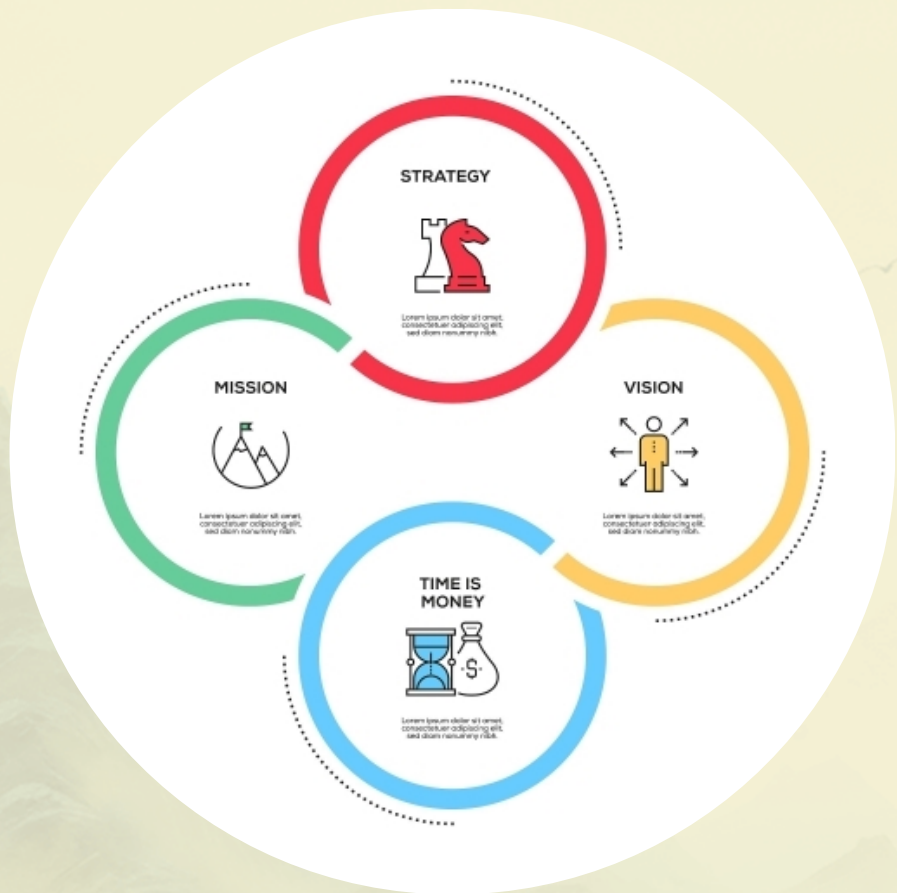 STRATEGY
Lorem ipsum dolor sit amet,
consectetuer adipiscing elit,
sed diam nonummy nibh.
MISSION
Lorem ipsum dolor sit amet,
consectetuer adipiscing elit,
sed diam nonummy nibh.
VISION
Lorem ipsum dolor sit amet,
consectetuer adipiscing elit,
sed diam nonummy nibh.
TIME IS
MONEY
$
Lorem ipsum dolor sit amet,
consectetuer adipiscing elit,
sed diam nonummy nibh.